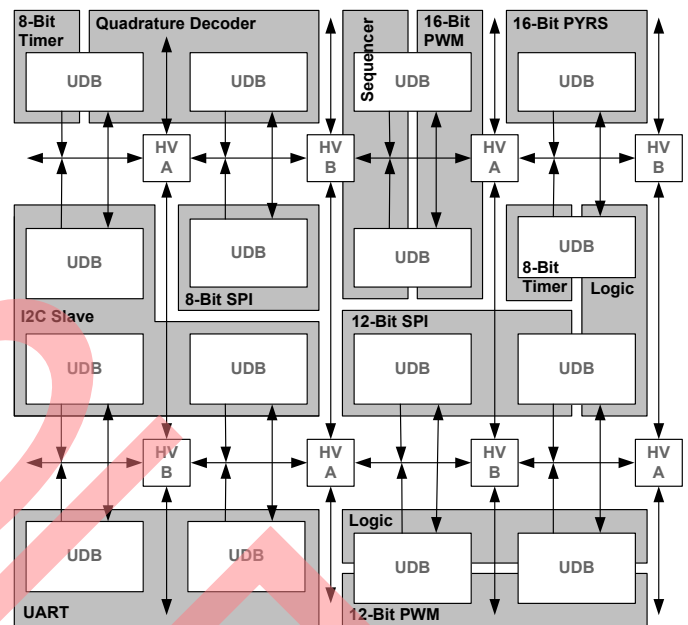 8-Bit
Timer
Quadrature Decoder
Sequencer
16-Bit
PWM
16-Bit PYRS
UDB
UDB
UDB
UDB
HV
A
HV
B
HV
A
HV
B
UDB
UDB
UDB
UDB
8-Bit SPI
8-Bit
Timer
Logic
I2C Slave
12-Bit SPI
UDB
UDB
UDB
UDB
HV
B
HV
A
HV
B
HV
A
Logic
UDB
UDB
UDB
UDB
UART
12-Bit PWM